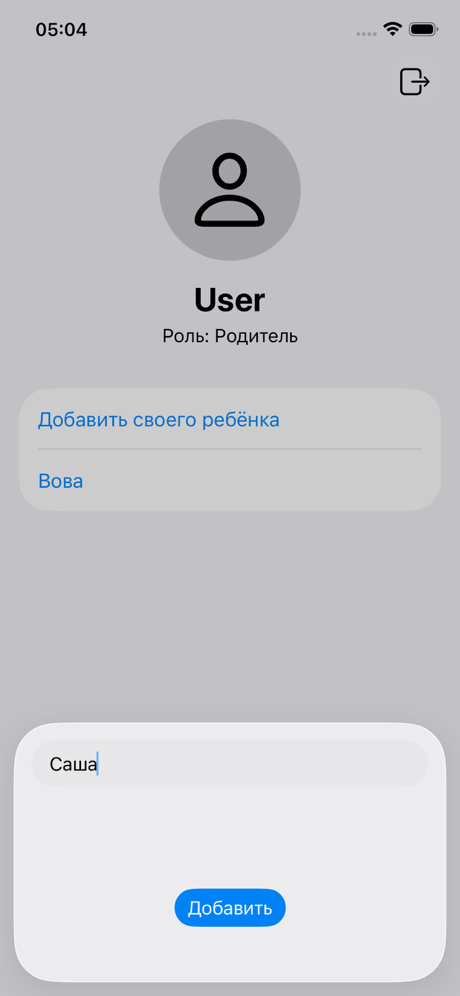 05:04
User
Роль: Родитель
Добавить своего ребёнка
Вова
Саша
Добавить